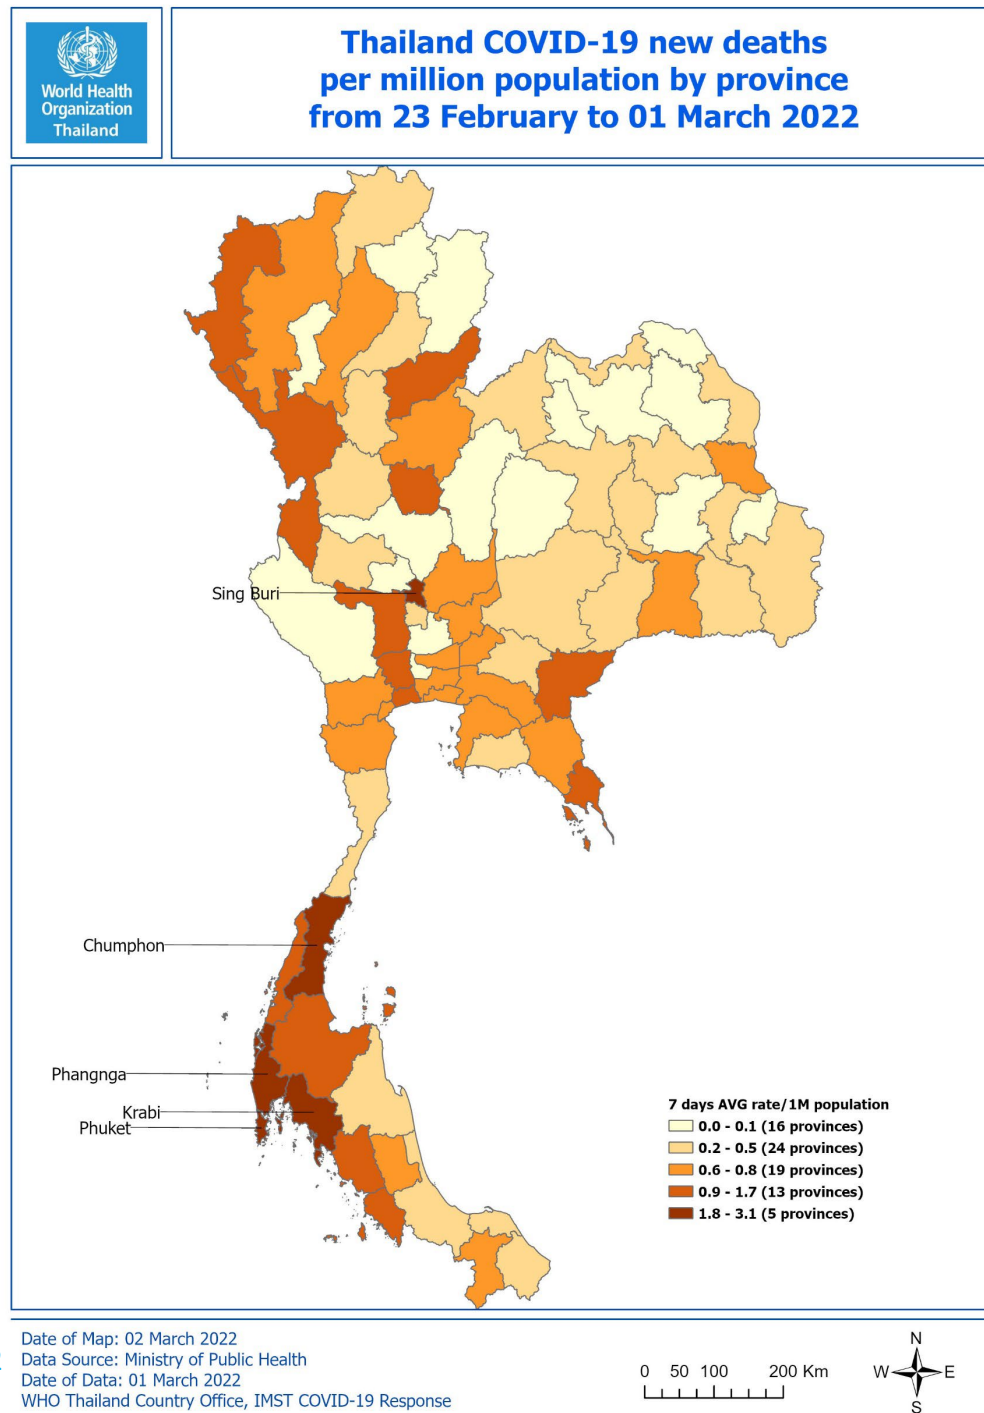 World Health
Organization
Thailand
Thailand COVID-19 new deaths
per million population by province
from 23 February to 01 March 2022
Sing Buri
Chumphon
Phangnga
Krabi
Phuket
7 days AVG rate/1M population
0.0 - 0.1 (16 provinces)
0.2 - 0.5 (24 provinces)
0.6 - 0.8 (19 provinces)
0.9 - 1.7 (13 provinces)
1.8 - 3.1 (5 provinces)
Date of Map: 02 March 2022
Data Source: Ministry of Public Health
Date of Data: 01 March 2022
WHO Thailand Country Office, IMST COVID-19 Response
0 50 100 200 Km
N
W E
S